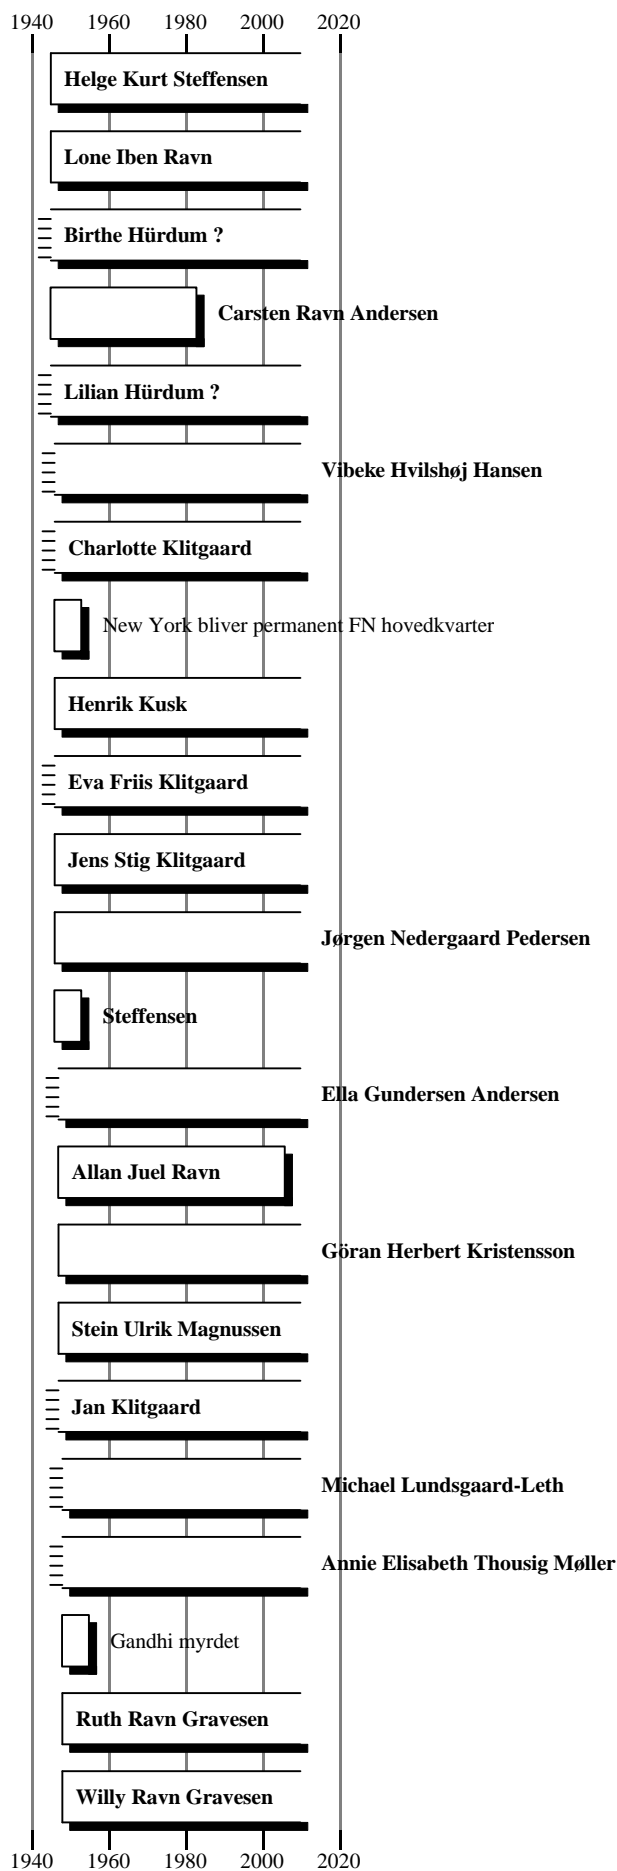 1940 1960 1980 2000 2020
Helge Kurt Steffensen
Lone Iben Ravn
Birthe Hürdum ?
Carsten Ravn Andersen
Lilian Hürdum ?
Vibeke Hvilshøj Hansen
Charlotte Klitgaard
New York bliver permanent FN hovedkvarter
Henrik Kusk
Eva Friis Klitgaard
Jens Stig Klitgaard
Jørgen Nedergaard Pedersen
Steffensen
Ella Gundersen Andersen
Allan Juel Ravn
Göran Herbert Kristensson
Stein Ulrik Magnussen
Jan Klitgaard
Michael Lundsgaard-Leth
Annie Elisabeth Thousig Møller
Gandhi myrdet
Ruth Ravn Gravesen
Willy Ravn Gravesen
1940 1960 1980 2000 2020